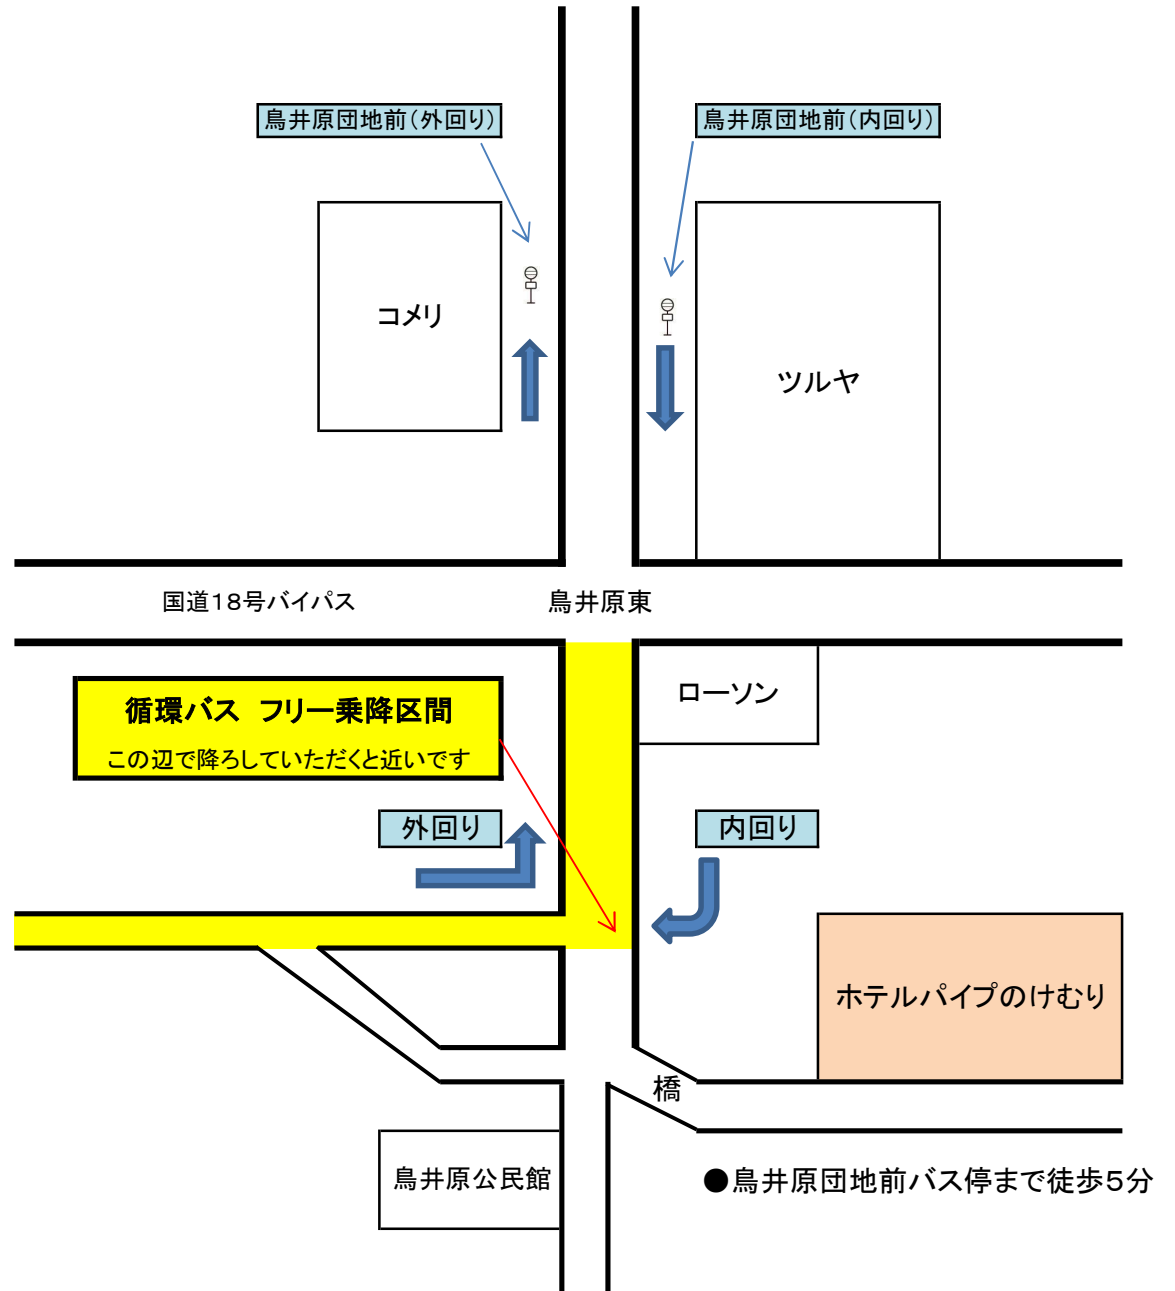 鳥井原団地前(外回り)
鳥井原団地前(内回り)
コメリ
ツルヤ
国道18号バイパス
鳥井原東
循環バス　フリー乗降区間
この辺で降ろしていただくと近いです
ローソン
外回り
内回り
ホテルパイプのけむり
橋
鳥井原公民館
●鳥井原団地前バス停まで徒歩5分